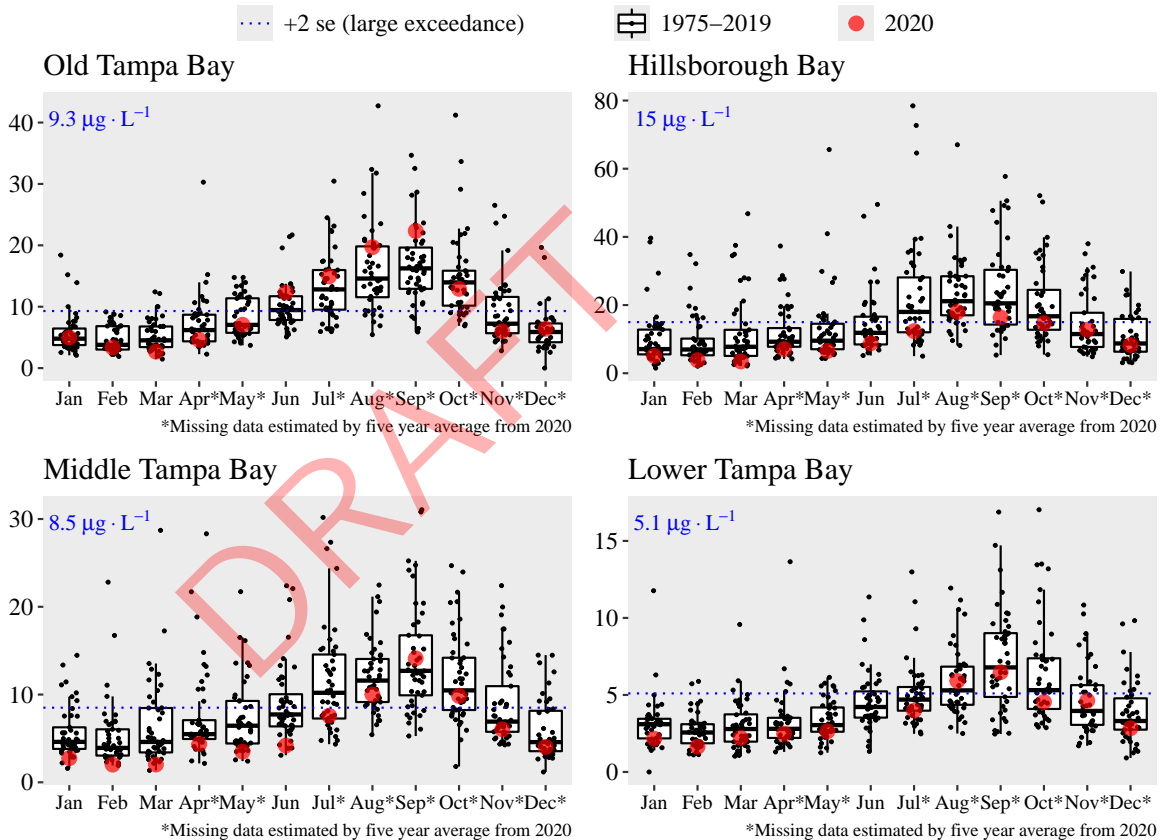 +2 se (large exceedance) 1975−2019 2020
Old Tampa Bay
9.3 μg ⋅ L⁻¹
40
30
20
10
0
Jan Feb Mar Apr* May* Jun Jul* Aug* Sep* Oct* Nov* Dec*
*Missing data estimated by five year average from 2020
Hillsborough Bay
15 μg ⋅ L⁻¹
80
60
40
20
0
Jan Feb Mar Apr* May* Jun Jul* Aug* Sep* Oct* Nov* Dec*
*Missing data estimated by five year average from 2020
Middle Tampa Bay
8.5 μg ⋅ L⁻¹
30
20
10
0
Jan Feb Mar Apr* May* Jun Jul* Aug* Sep* Oct* Nov* Dec*
*Missing data estimated by five year average from 2020
Lower Tampa Bay
5.1 μg ⋅ L⁻¹
15
10
5
0
Jan Feb Mar Apr* May* Jun Jul* Aug* Sep* Oct* Nov* Dec*
*Missing data estimated by five year average from 2020
DRAFT